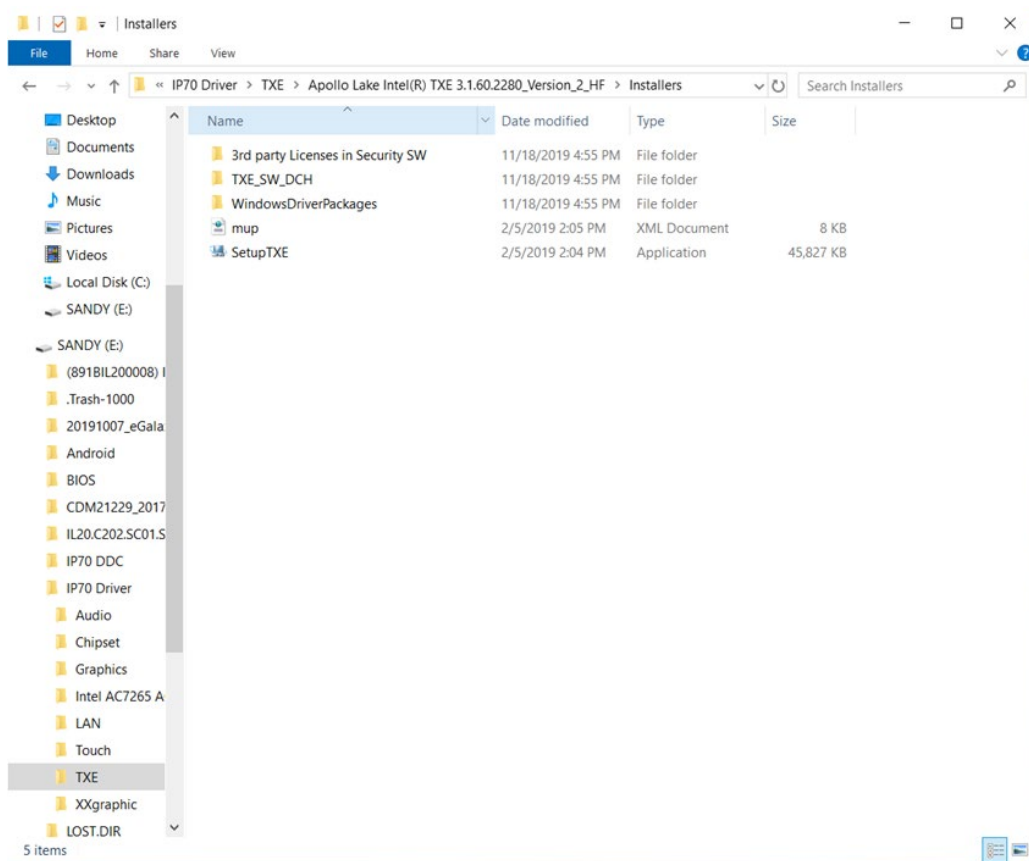 Installers
File Home Share View
« IP70 Driver > TXE > Apollo Lake Intel(R) TXE 3.1.60.2280_Version_2_HF > Installers
Search Installers
Name Date modified Type Size
3rd party Licenses in Security SW 11/18/2019 4:55 PM File folder
TXE_SW_DCH 11/18/2019 4:55 PM File folder
WindowsDriverPackages 11/18/2019 4:55 PM File folder
mup 2/5/2019 2:05 PM XML Document 8 KB
SetupTXE 2/5/2019 2:04 PM Application 45,827 KB
Desktop
Documents
Downloads
Music
Pictures
Videos
Local Disk (C:)
SANDY (E:)
SANDY (E:)
(891BIL200008) I
.Trash-1000
20191007_eGala
Android
BIOS
CDM21229_2017
IL20.C202.SC01.S
IP70 DDC
IP70 Driver
Audio
Chipset
Graphics
Intel AC7265 A
LAN
Touch
TXE
XXgraphic
LOST.DIR
5 items